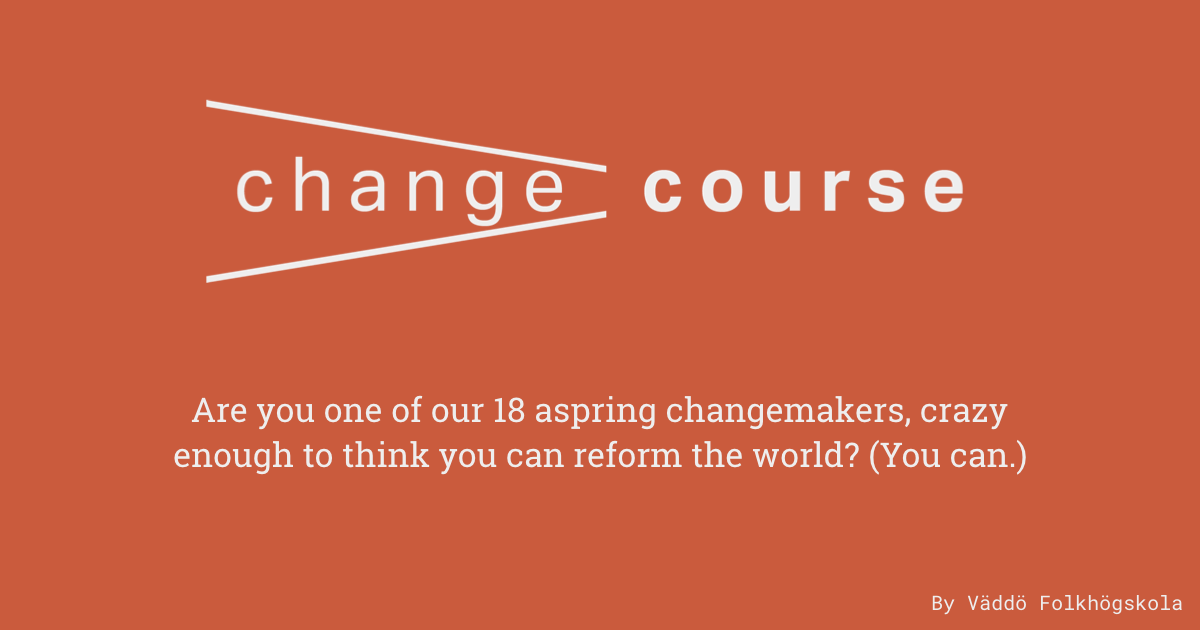 change course
Are you one of our 18 aspring changemakers, crazy
enough to think you can reform the world? (You can.)
By Väddö Folkhögskola